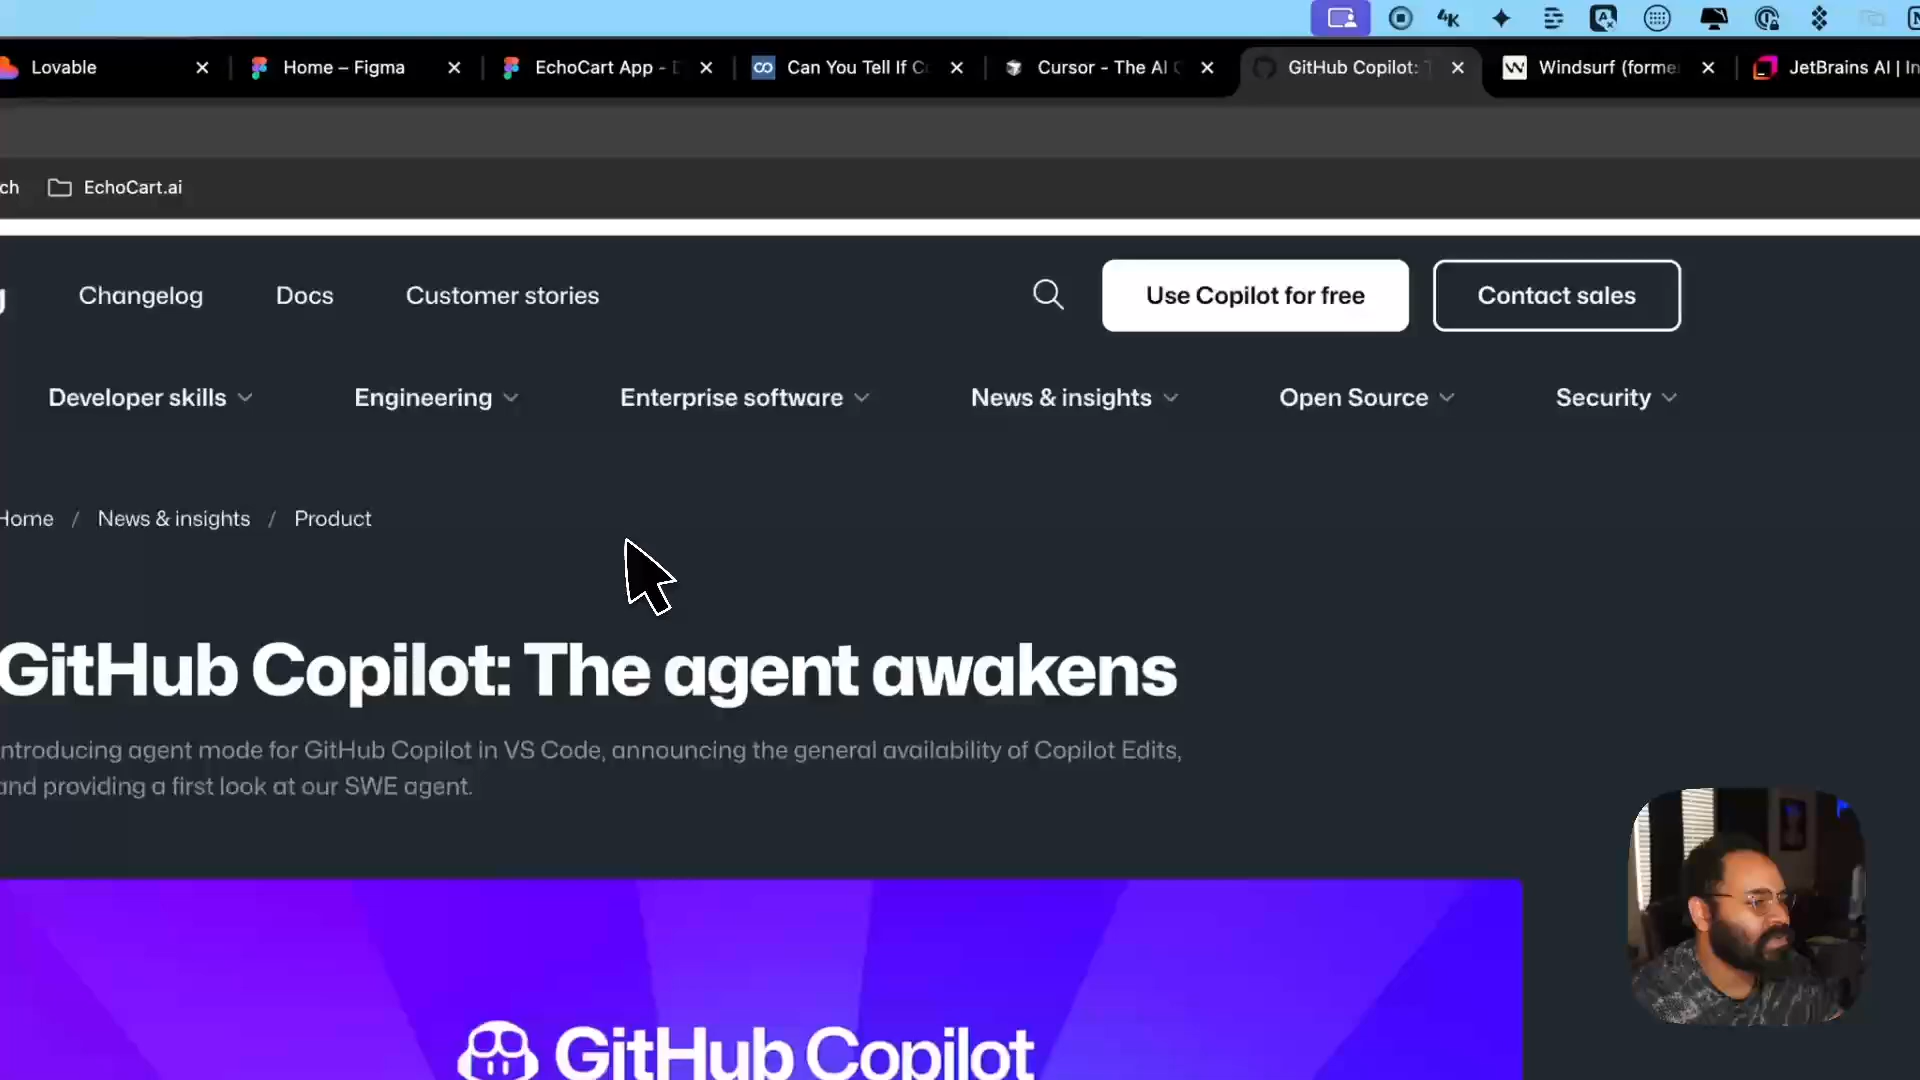 4K
Lovable
Home – Figma
EchoCart App -
Can You Tell If
Cursor - The AI
GitHub Copilot:
Windsurf (forme
JetBrains AI | In
ch
EchoCart.ai
g
Changelog
Docs
Customer stories
Use Copilot for free
Contact sales
Developer skills
Engineering
Enterprise software
News & insights
Open Source
Security
Home / News & insights / Product
GitHub Copilot: The agent awakens
ntroducing agent mode for GitHub Copilot in VS Code, announcing the general availability of Copilot Edits,
and providing a first look at our SWE agent.
GitHub Copilot